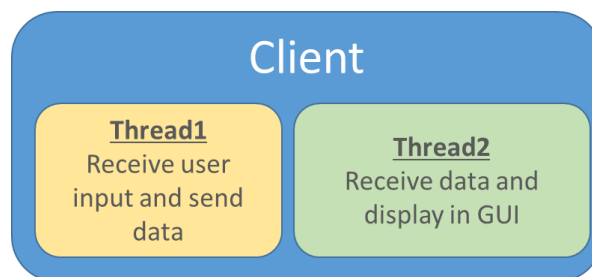 Client
Thread1
Receive user
input and send
data
Thread2
Receive data and
display in GUI